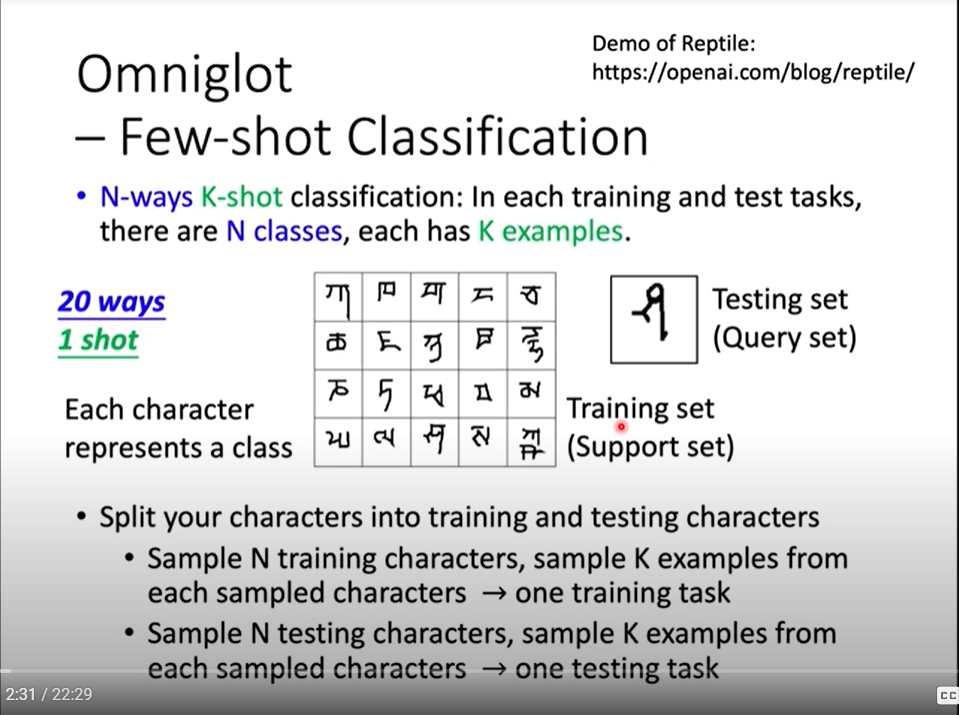 Omniglot
– Few-shot Classification
Demo of Reptile:
https://openai.com/blog/reptile/
• N-ways K-shot classification: In each training and test tasks,
there are N classes, each has K examples.
20 ways
1 shot
Each character
represents a class
Testing set
(Query set)
Training set
(Support set)
• Split your characters into training and testing characters
• Sample N training characters, sample K examples from
each sampled characters → one training task
• Sample N testing characters, sample K examples from
each sampled characters → one testing task
2:31 / 22:29
CC